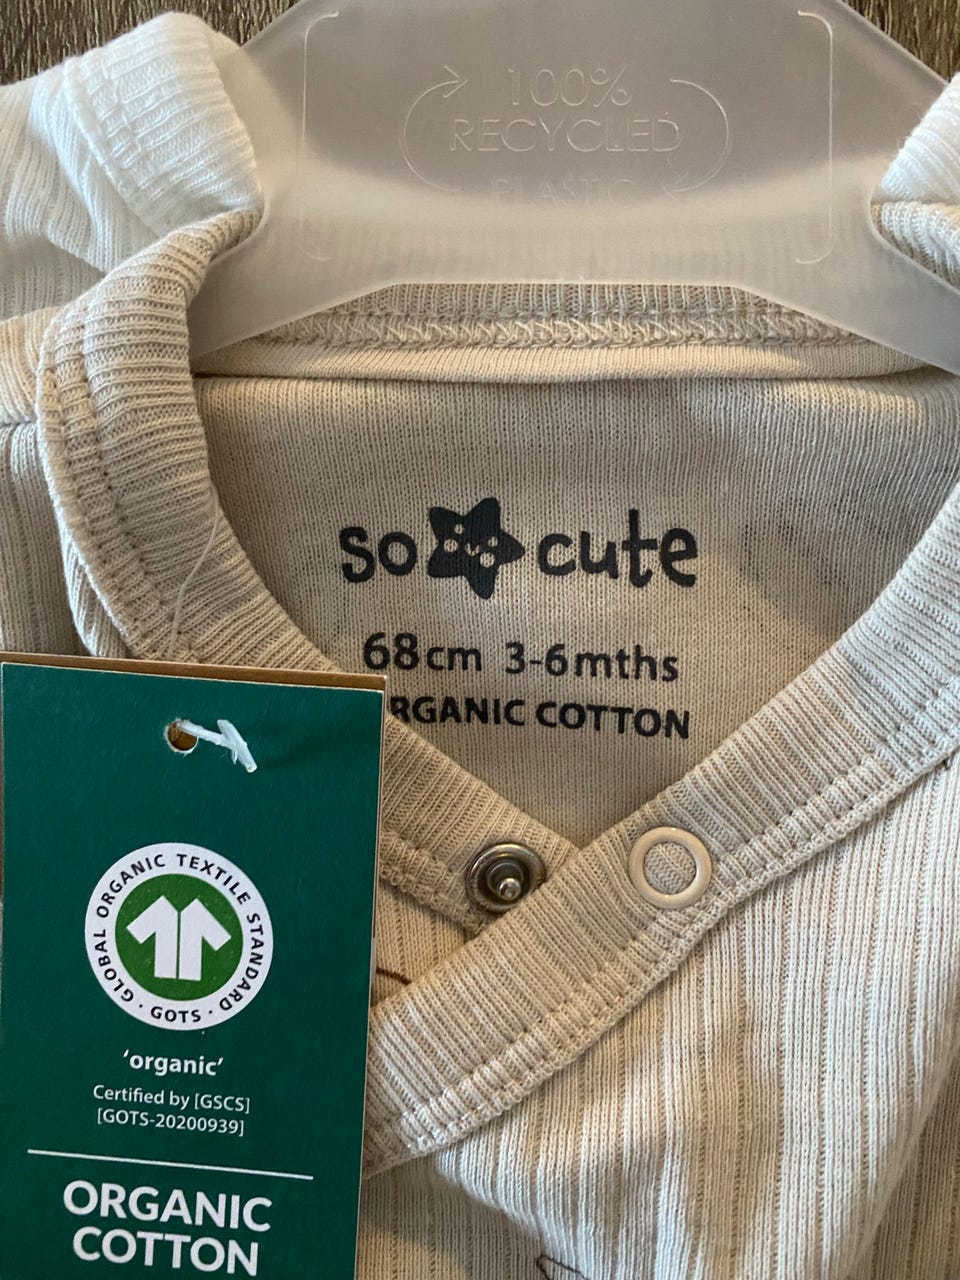 100%
RECYCLED
PLASTIC
so cute
68cm 3-6mths
RGANIC COTTON
GLOBAL ORGANIC TEXTILE STANDARD · GOTS ·
'organic'
Certified by [GSCS]
[GOTS-20200939]
ORGANIC
COTTON